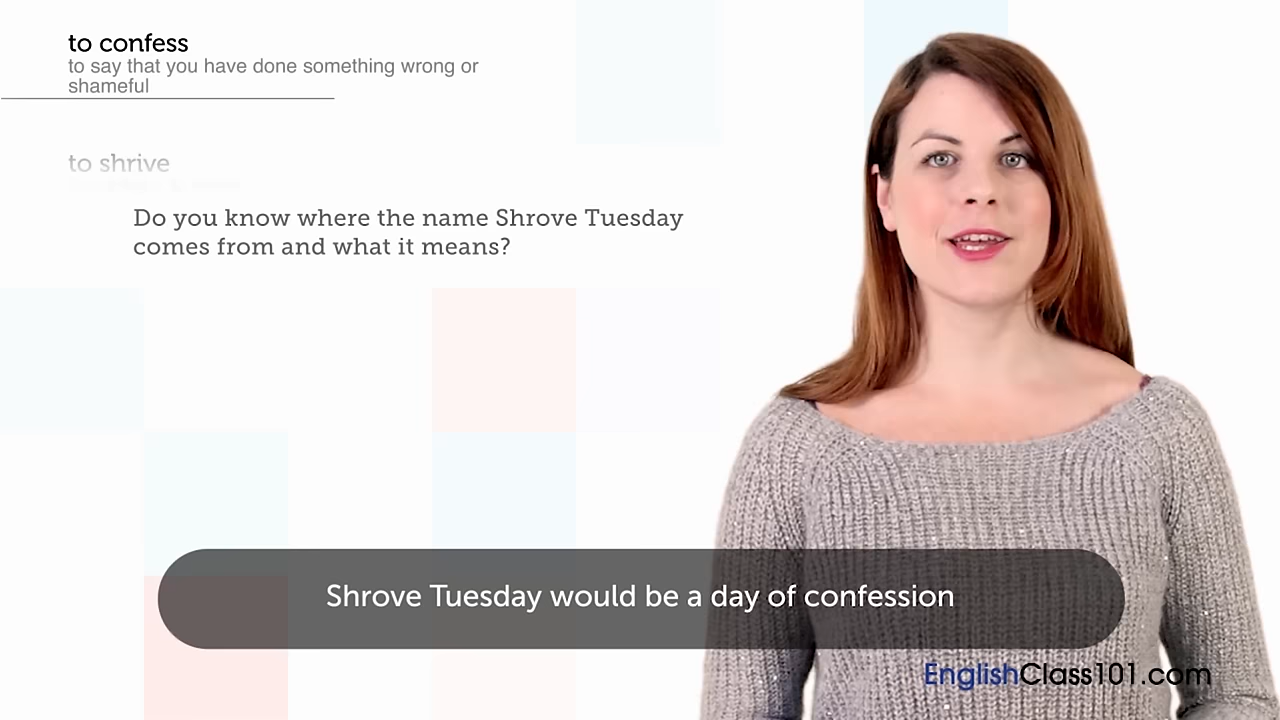 to confess
to say that you have done something wrong or
shameful
to shrive
Do you know where the name Shrove Tuesday
comes from and what it means?
Shrove Tuesday would be a day of confession
EnglishClass101.com